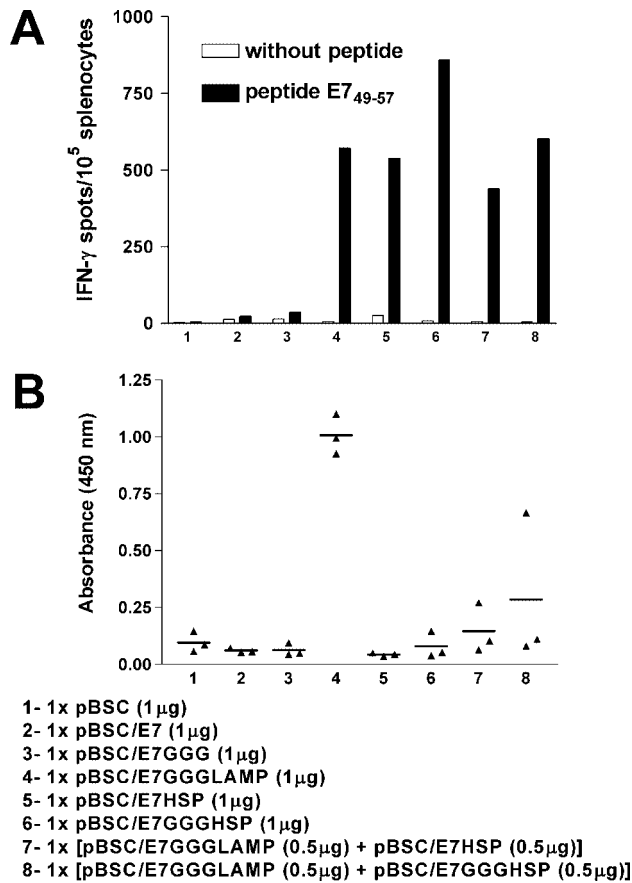 A
IFN-γ spots/10⁵ splenocytes
1000
750
500
250
0
without peptide
peptide E7₄₉₋₅₇
1 2 3 4 5 6 7 8
B
Absorbance (450 nm)
1.25
1.00
0.75
0.50
0.25
0.00
1 2 3 4 5 6 7 8
1- 1x pBSC (1μg)
2- 1x pBSC/E7 (1μg)
3- 1x pBSC/E7GGG (1μg)
4- 1x pBSC/E7GGGLAMP (1μg)
5- 1x pBSC/E7HSP (1μg)
6- 1x pBSC/E7GGGHSP (1μg)
7- 1x [pBSC/E7GGGLAMP (0.5μg) + pBSC/E7HSP (0.5μg)]
8- 1x [pBSC/E7GGGLAMP (0.5μg) + pBSC/E7GGGHSP (0.5μg)]